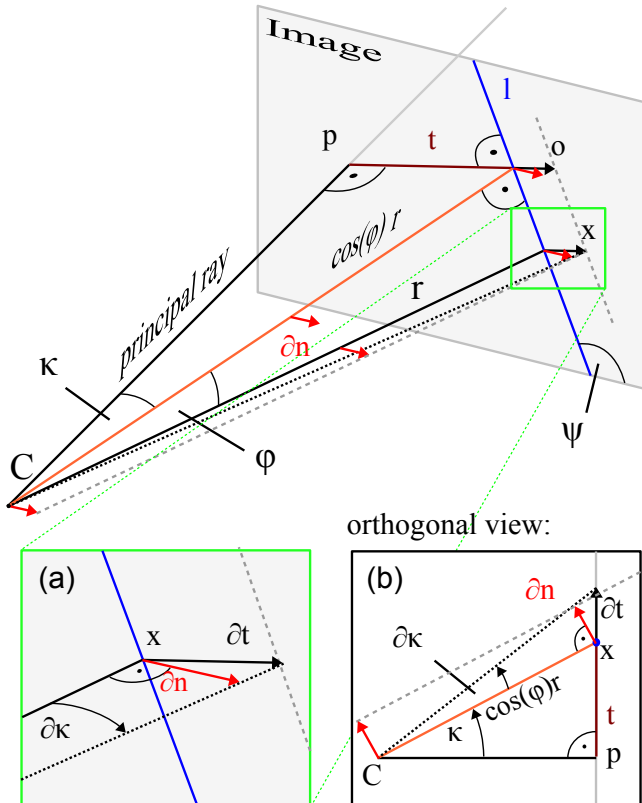 Image
l
p
t
o
cos(φ) r
x
principal ray
r
κ
∂n
C
φ
ψ
orthogonal view:
(a)
x
∂t
∂n
∂κ
(b)
∂n
∂t
∂κ
x
cos(φ)r
κ
t
C
p